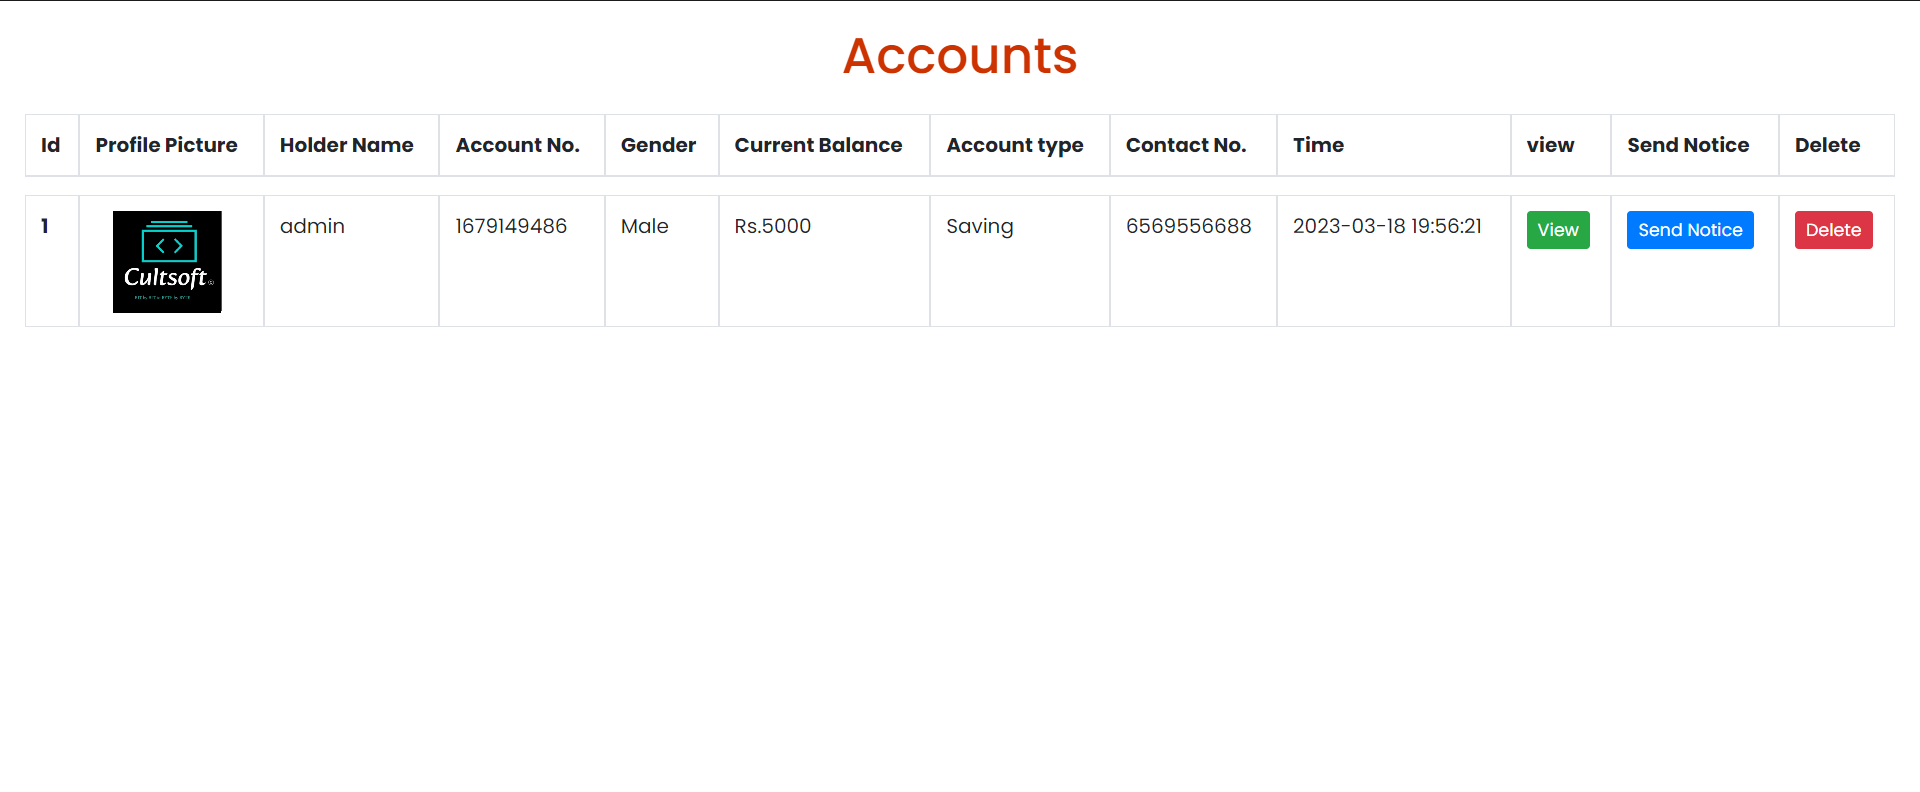 Accounts
Id Profile Picture Holder Name Account No. Gender Current Balance Account type Contact No. Time view Send Notice Delete
1 admin 1679149486 Male Rs.5000 Saving 6569556688 2023-03-18 19:56:21 View Send Notice Delete
Cultsoft